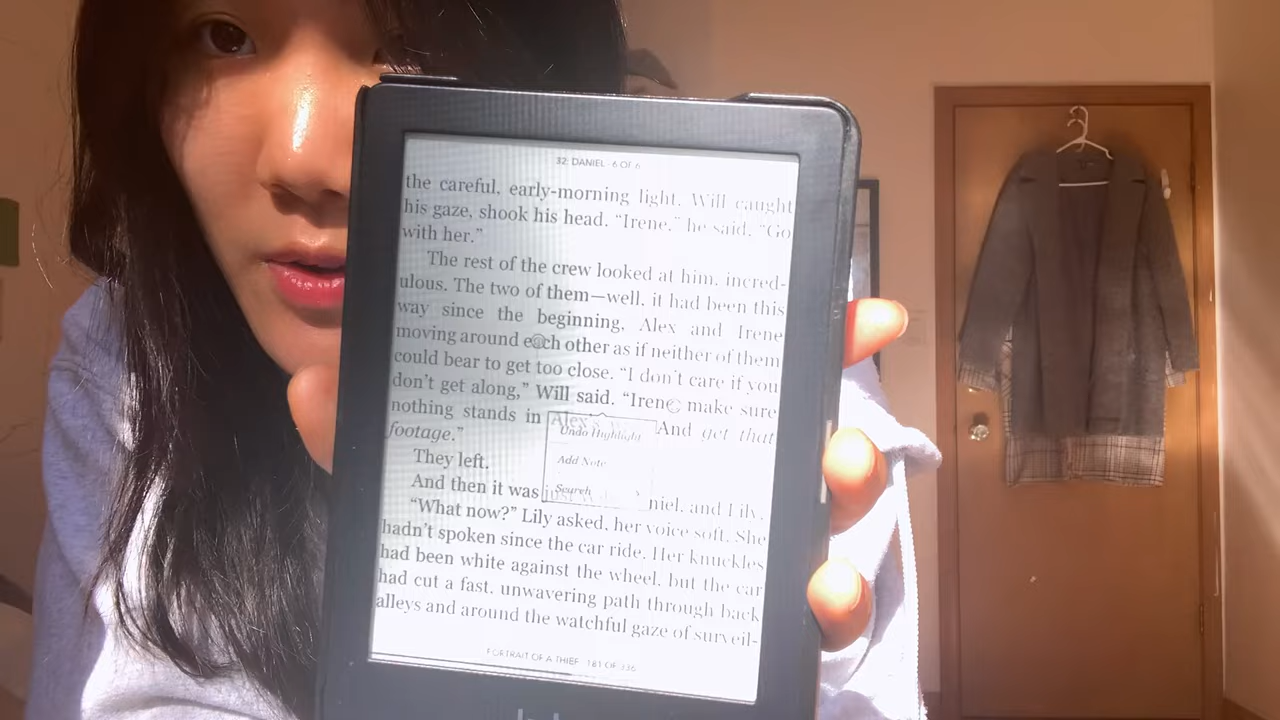 32: DANIEL - 6 OF 6
the careful, early-morning light. Will caught
his gaze, shook his head. “Irene,” he said. “Go
with her.”
The rest of the crew looked at him, incred-
ulous. The two of them—well, it had been this
way since the beginning, Alex and Irene
moving around each other as if neither of them
could bear to get too close. “I don’t care if you
don’t get along,” Will said. “Irene make sure
nothing stands in Alex’s And get that
footage.”
Undo Highlight
Add Note
Search
They left.
And then it was just niel, and Lily.
“What now?” Lily asked, her voice soft. She
hadn’t spoken since the car ride. Her knuckles
had been white against the wheel, but the car
had cut a fast, unwavering path through back
alleys and around the watchful gaze of surveil-
PORTRAIT OF A THIEF 181 OF 336